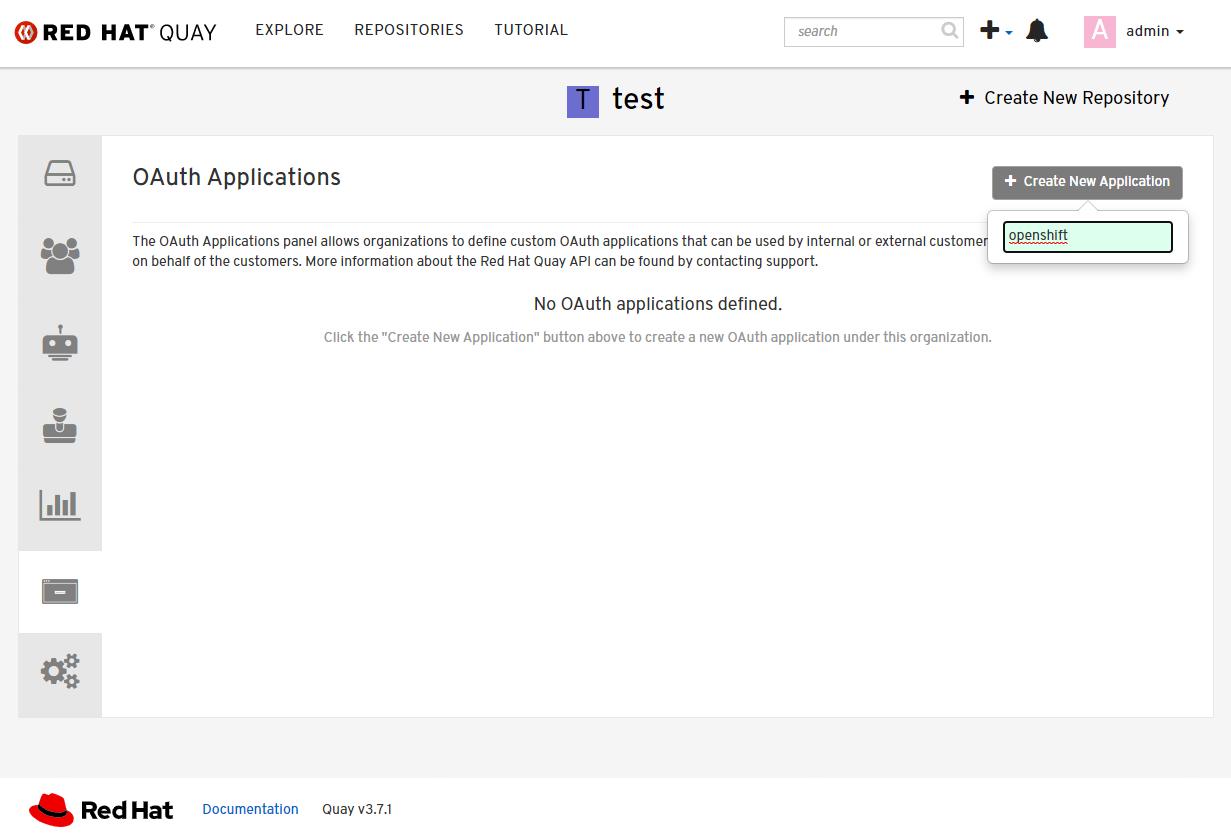 RED HAT® QUAY EXPLORE REPOSITORIES TUTORIAL search A admin
T test Create New Repository
OAuth Applications Create New Application
openshift
The OAuth Applications panel allows organizations to define custom OAuth applications that can be used by internal or external customer
on behalf of the customers. More information about the Red Hat Quay API can be found by contacting support.
No OAuth applications defined.
Click the "Create New Application" button above to create a new OAuth application under this organization.
Red Hat Documentation Quay v3.7.1